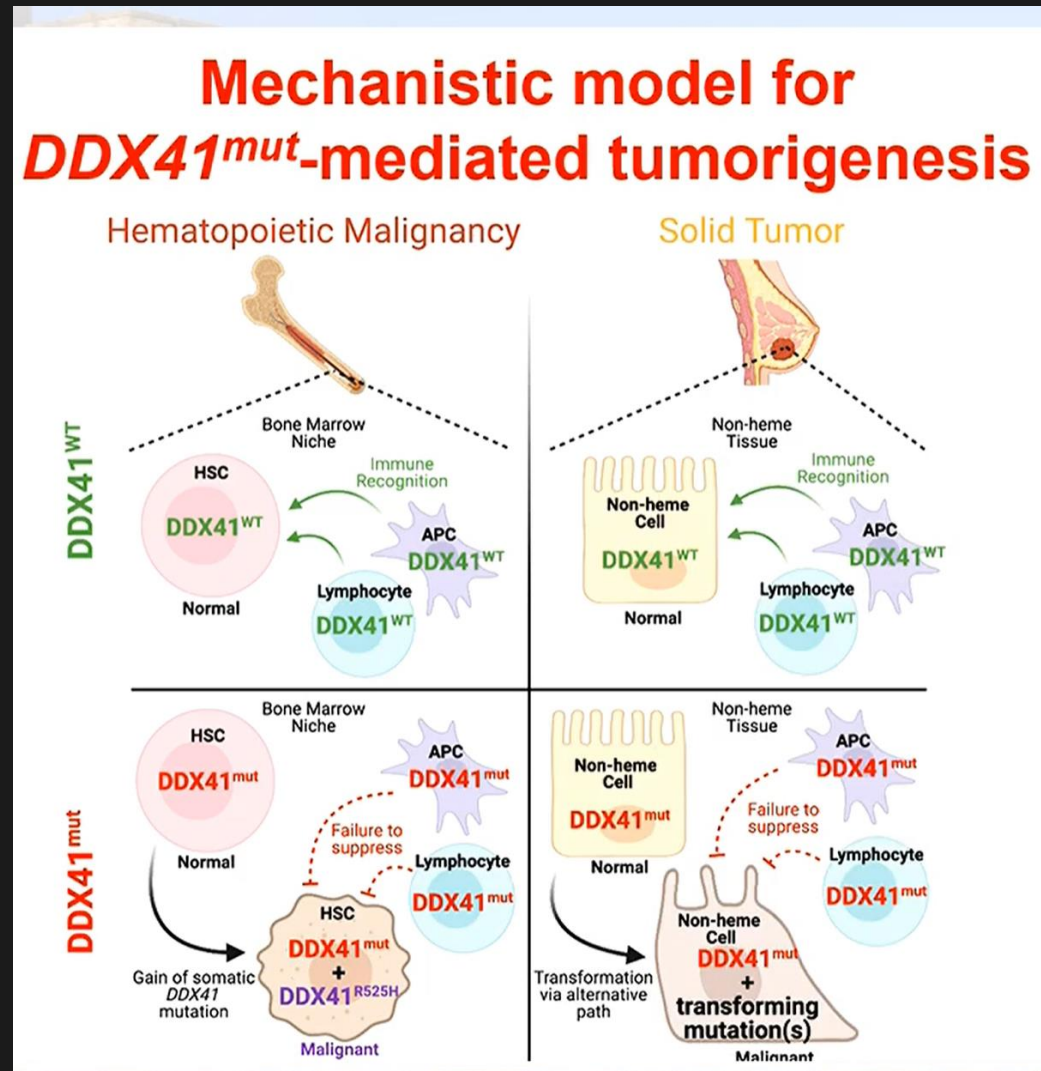 Mechanistic model for
DDX41mut-mediated tumorigenesis
Hematopoietic Malignancy
Solid Tumor
DDX41WT
Bone Marrow
Niche
HSC
DDX41WT
Normal
Immune
Recognition
APC
DDX41WT
Lymphocyte
DDX41WT
Non-heme
Tissue
Non-heme
Cell
DDX41WT
Normal
Immune
Recognition
APC
DDX41WT
Lymphocyte
DDX41WT
DDX41mut
Bone Marrow
Niche
HSC
DDX41mut
Normal
APC
DDX41mut
Failure to
suppress
Lymphocyte
DDX41mut
Gain of somatic
DDX41
mutation
HSC
DDX41mut
+
DDX41R525H
Malignant
Non-heme
Tissue
Non-heme
Cell
DDX41mut
Normal
APC
DDX41mut
Failure to
suppress
Lymphocyte
DDX41mut
Transformation
via alternative
path
Non-heme
Cell
DDX41mut
+
transforming
mutation(s)
Malignant